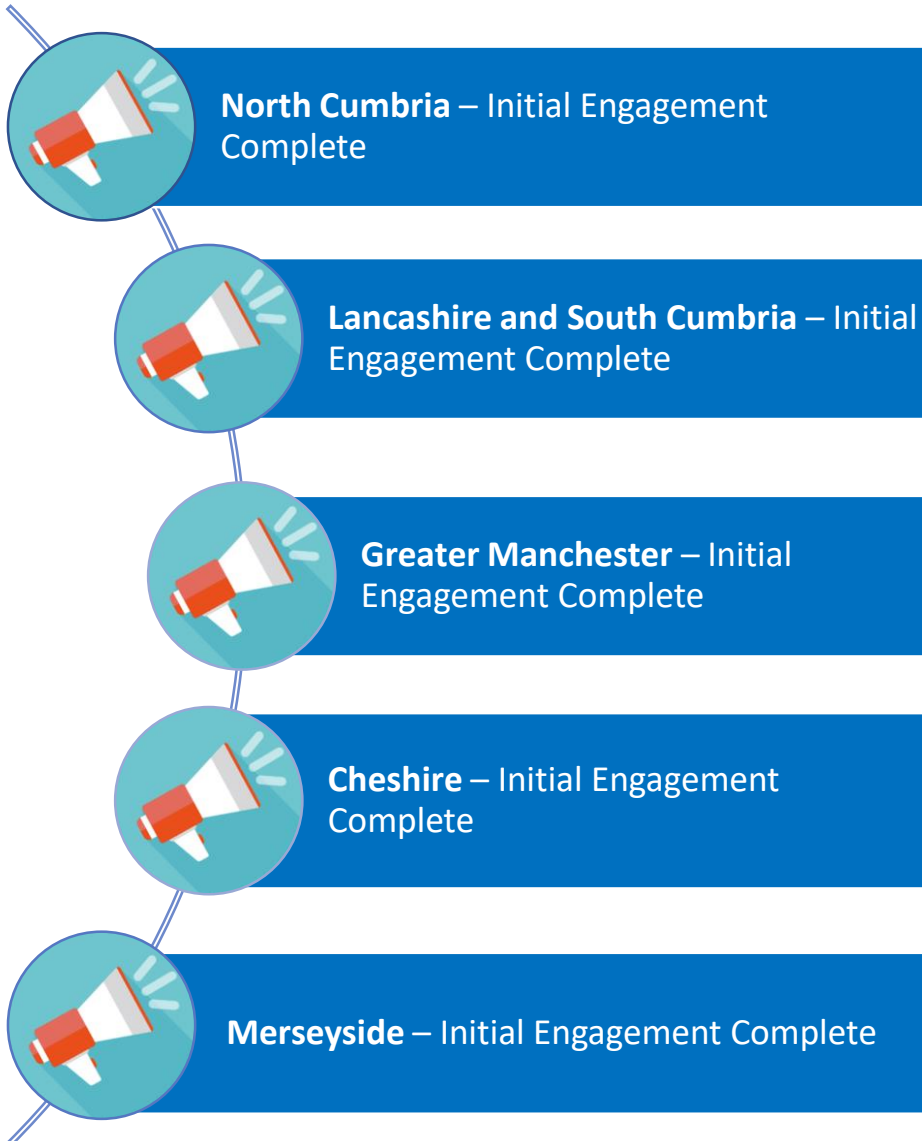 North Cumbria – Initial Engagement
Complete
Lancashire and South Cumbria – Initial
Engagement Complete
Greater Manchester – Initial
Engagement Complete
Cheshire – Initial Engagement
Complete
Merseyside – Initial Engagement Complete